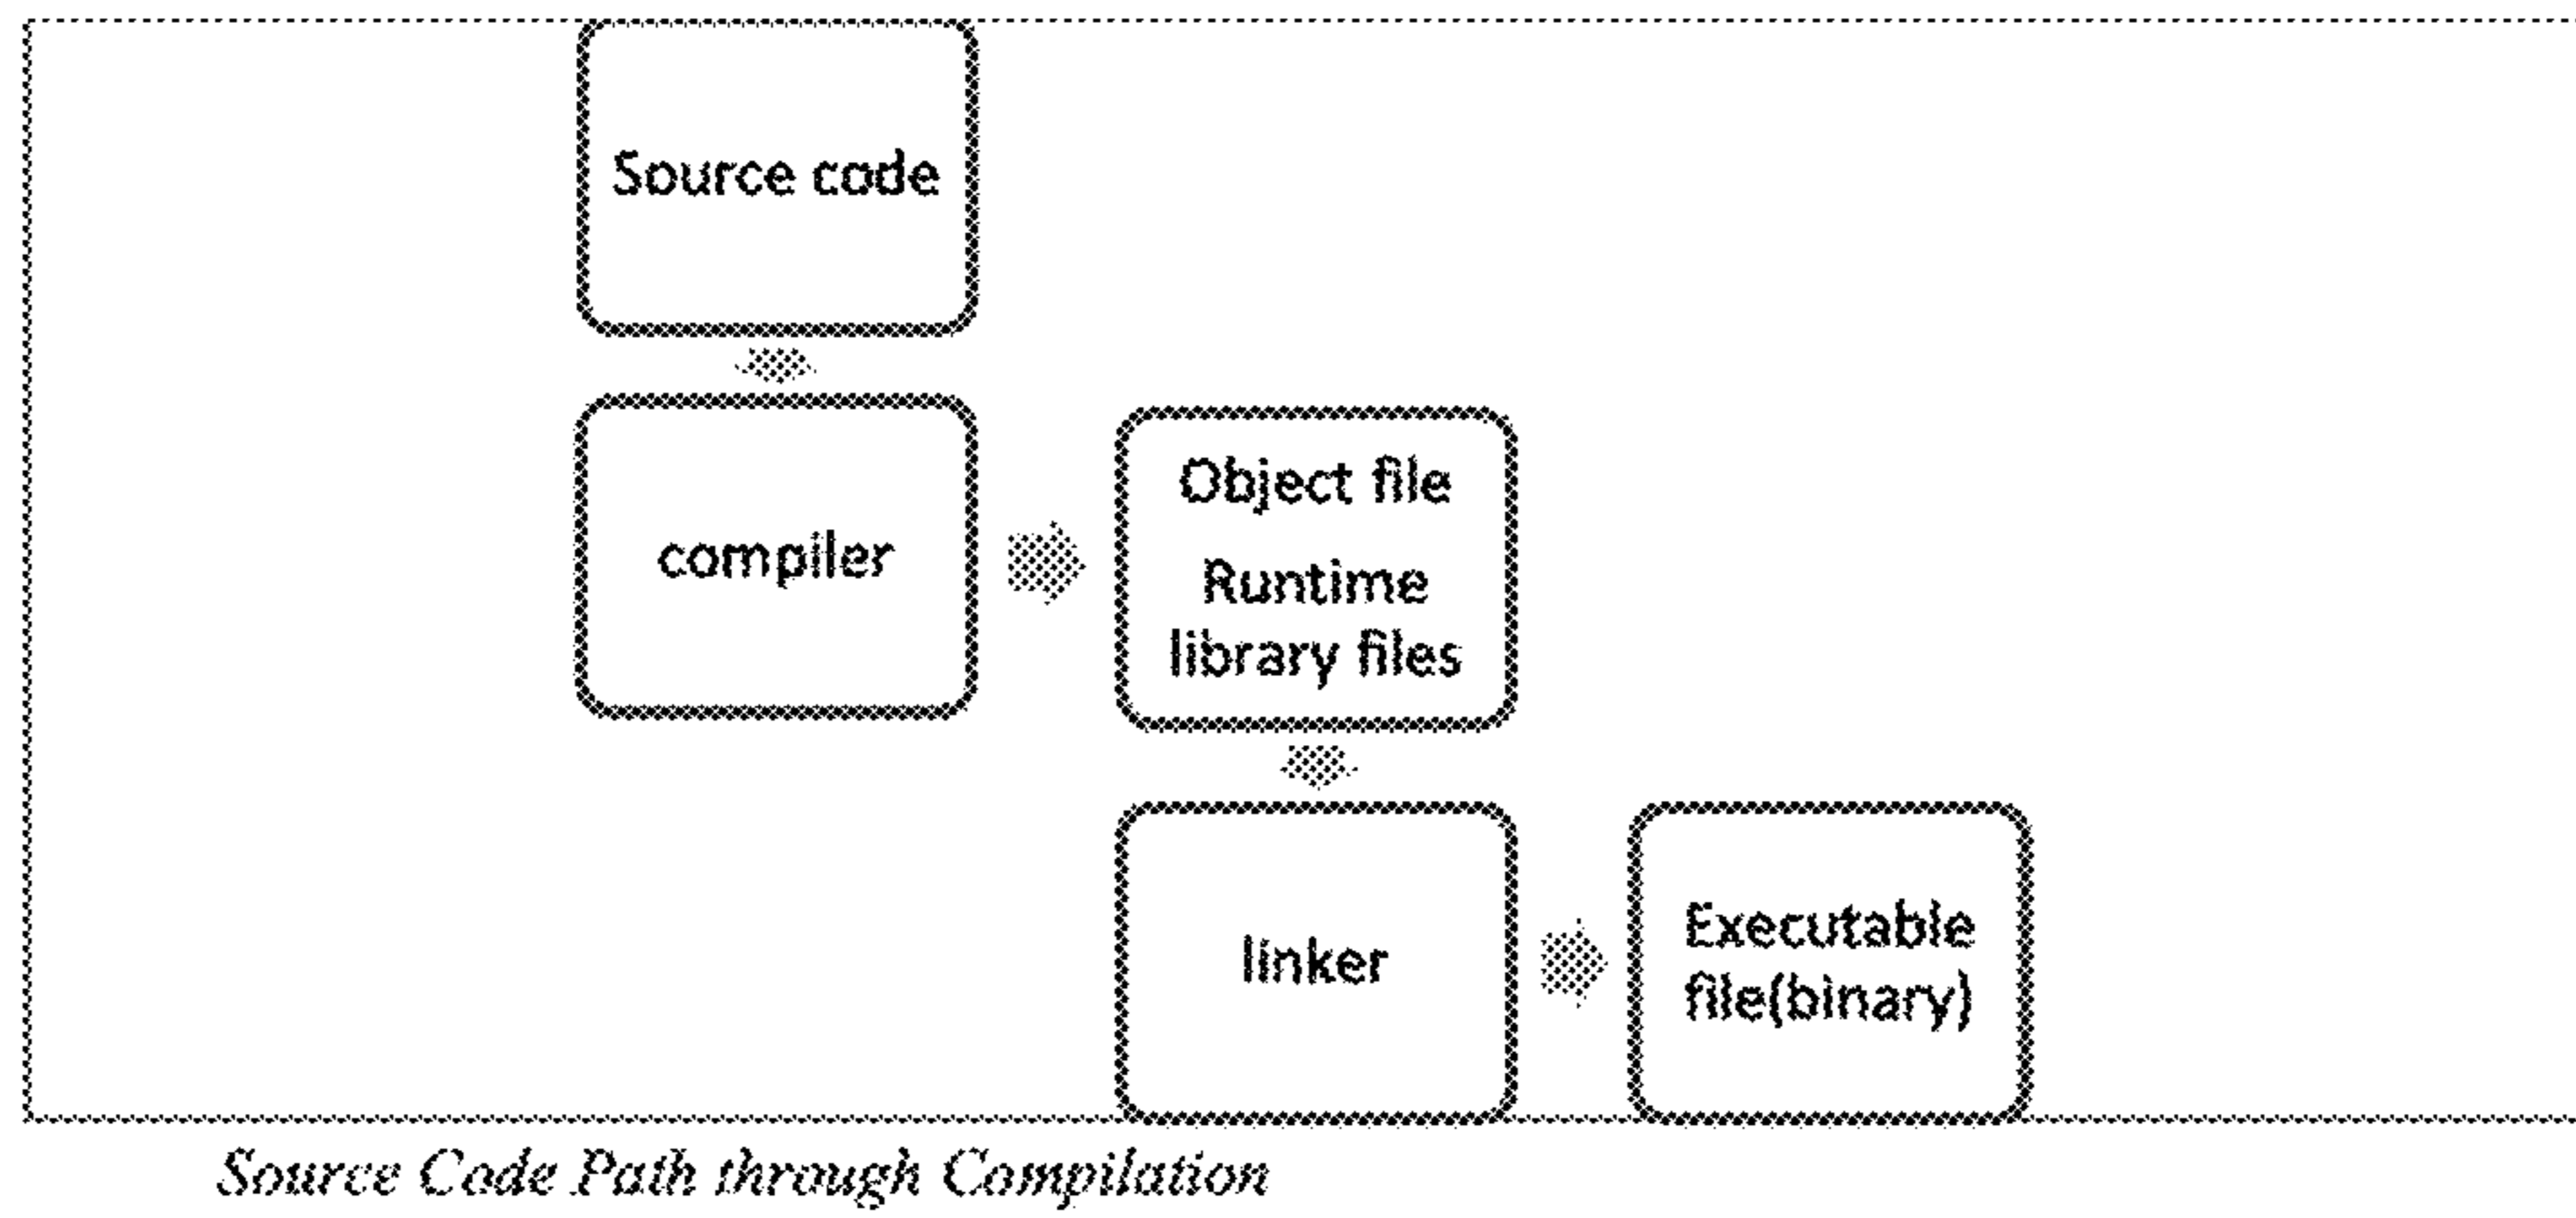 Source code
compiler
Object file
Runtime
library files
linker
Executable
file(binary)
Source Code Path through Compilation